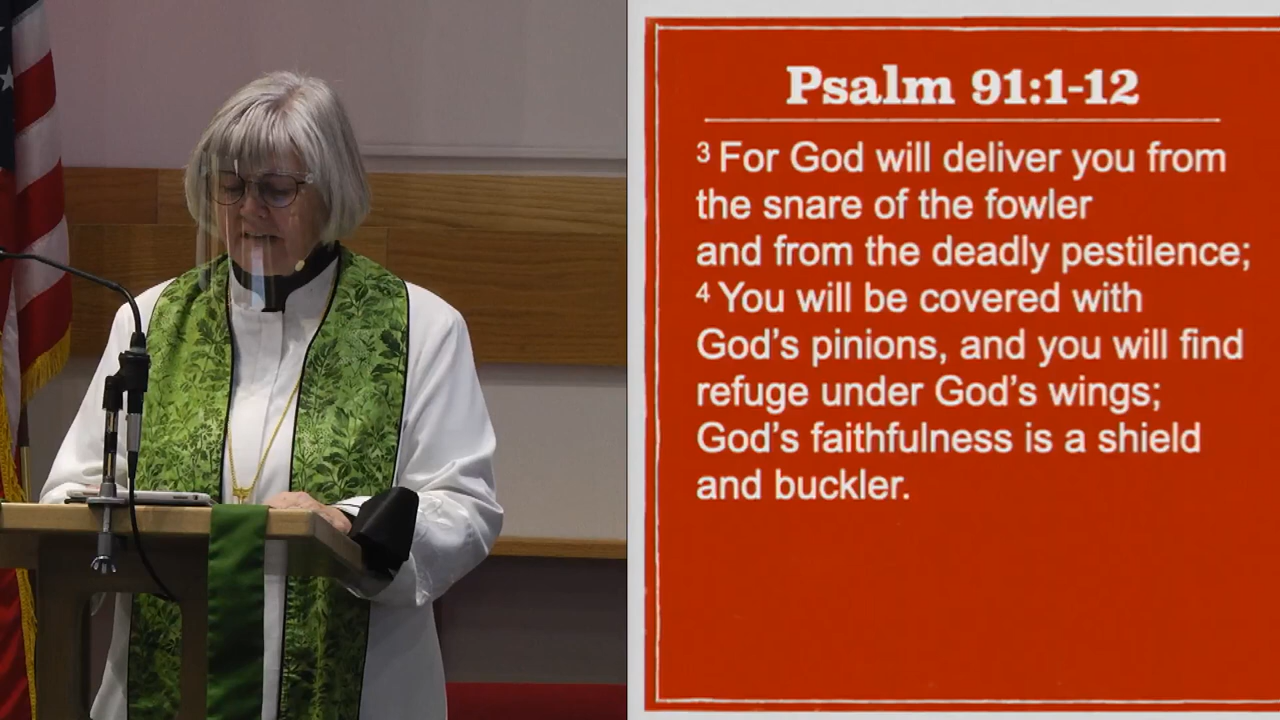 Psalm 91:1-12
3 For God will deliver you from
the snare of the fowler
and from the deadly pestilence;
4 You will be covered with
God's pinions, and you will find
refuge under God's wings;
God's faithfulness is a shield
and buckler.